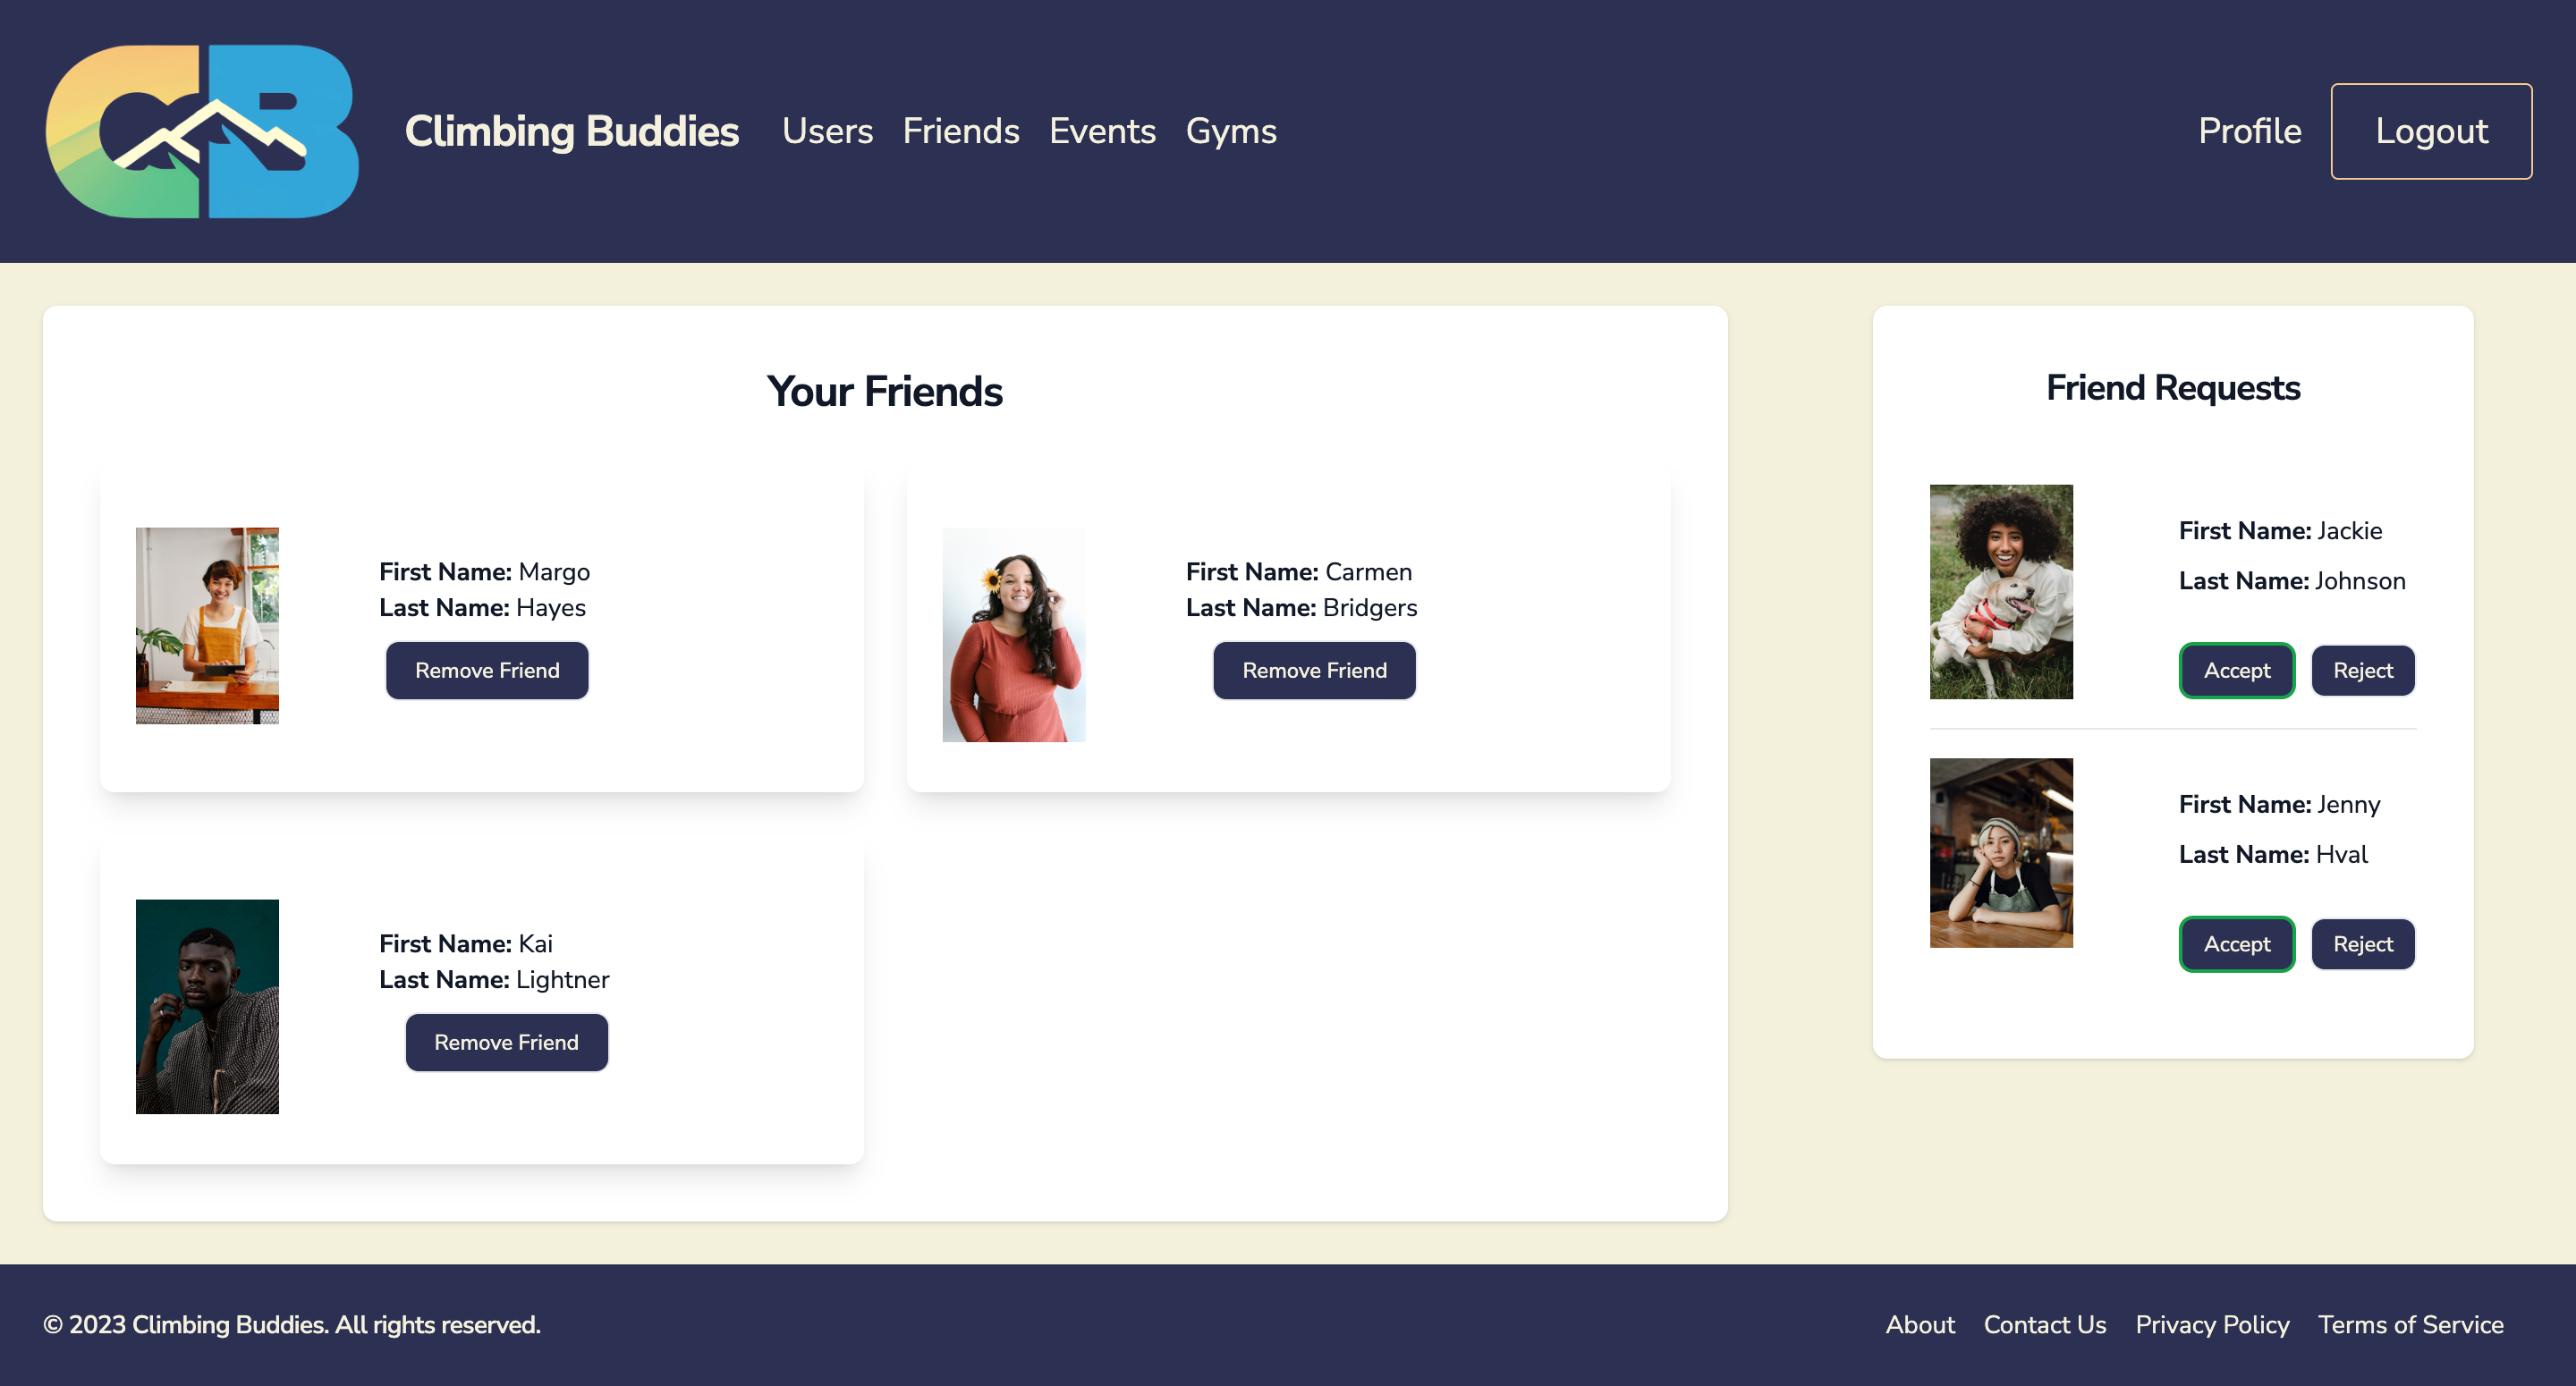 CB
Climbing Buddies
Users Friends Events Gyms
Profile
Logout
Your Friends
First Name: Margo
Last Name: Hayes
Remove Friend
First Name: Carmen
Last Name: Bridgers
Remove Friend
First Name: Kai
Last Name: Lightner
Remove Friend
Friend Requests
First Name: Jackie
Last Name: Johnson
Accept Reject
First Name: Jenny
Last Name: Hval
Accept Reject
© 2023 Climbing Buddies. All rights reserved.
About Contact Us Privacy Policy Terms of Service